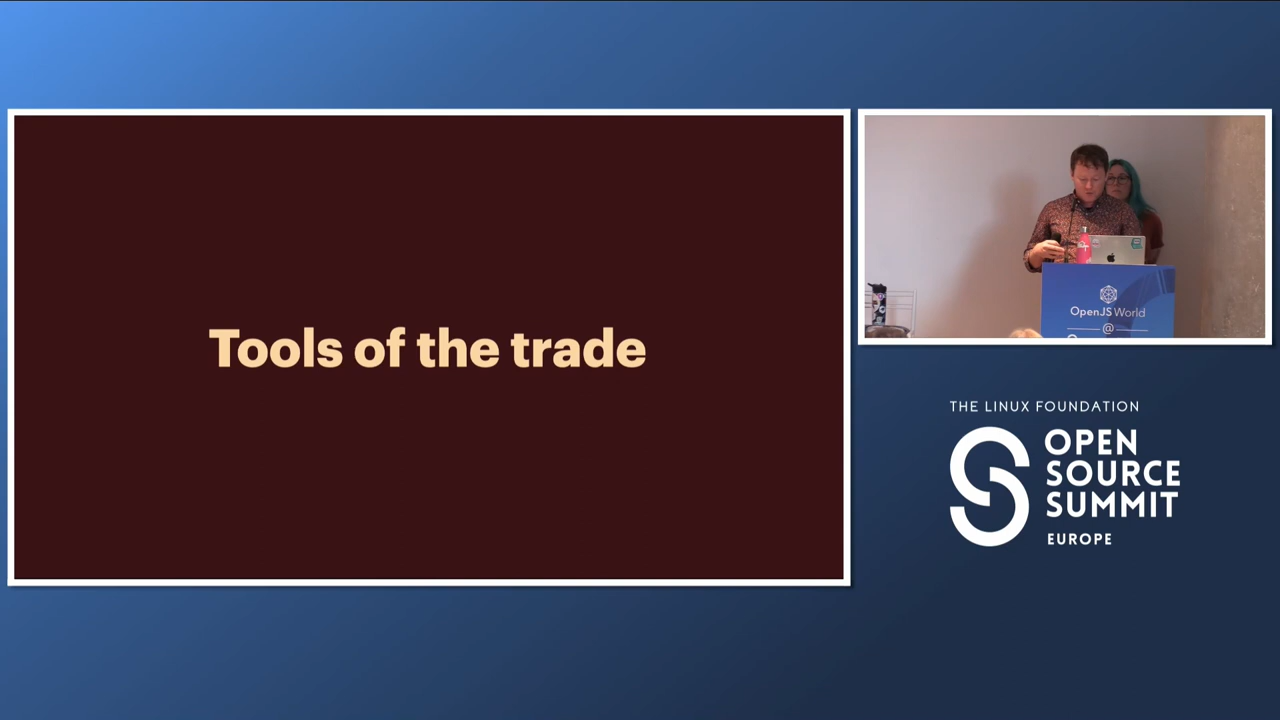 Tools of the trade
OpenJS World
@
THE LINUX FOUNDATION
OPEN
SOURCE
SUMMIT
EUROPE